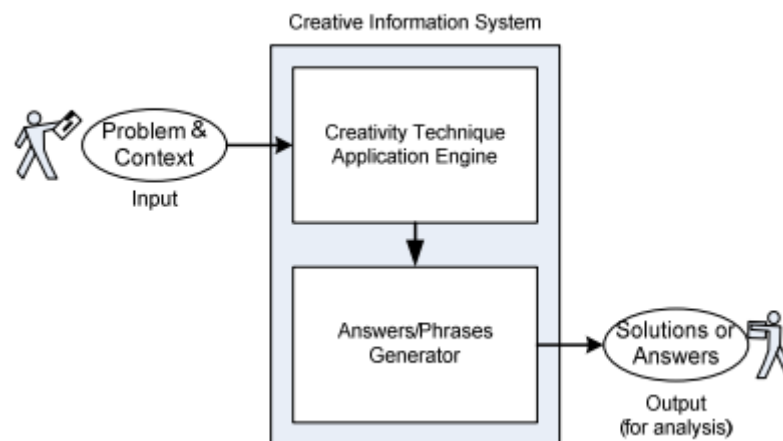 Creative Information System
Problem &
Context
Input
Creativity Technique
Application Engine
Answers/Phrases
Generator
Solutions or
Answers
Output
(for analysis)